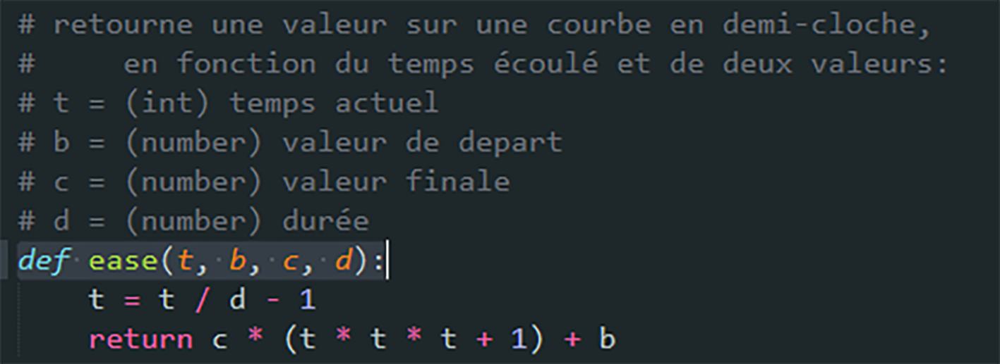 # retourne une valeur sur une courbe en demi-cloche,
#     en fonction du temps écoulé et de deux valeurs:
# t = (int) temps actuel
# b = (number) valeur de depart
# c = (number) valeur finale
# d = (number) durée
def ease(t, b, c, d):
    t = t / d - 1
    return c * (t * t * t + 1) + b